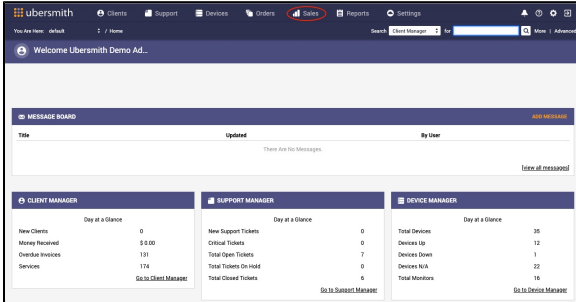 ubersmith Clients Support Devices Orders Sales Reports Settings
You Are Here: default / Home Search Client Manager for More | Advanced
Welcome Ubersmith Demo Ad...
MESSAGE BOARD ADD MESSAGE
Title Updated By User
There Are No Messages.
[view all messages]
CLIENT MANAGER
Day at a Glance
New Clients 0
Money Received $ 0.00
Overdue Invoices 131
Services 174
Go to Client Manager
SUPPORT MANAGER
Day at a Glance
New Support Tickets 0
Critical Tickets 0
Total Open Tickets 7
Total Tickets On Hold 0
Total Closed Tickets 6
Go to Support Manager
DEVICE MANAGER
Day at a Glance
Total Devices 35
Devices Up 12
Devices Down 1
Devices N/A 22
Total Monitors 16
Go to Device Manager